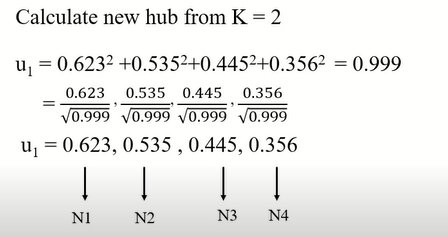 Calculate new hub from K = 2
u₁ = 0.623² +0.535²+0.445²+0.356² = 0.999
= 0.623/√0.999 , 0.535/√0.999 , 0.445/√0.999 , 0.356/√0.999
u₁ = 0.623, 0.535 , 0.445, 0.356
N1 N2 N3 N4